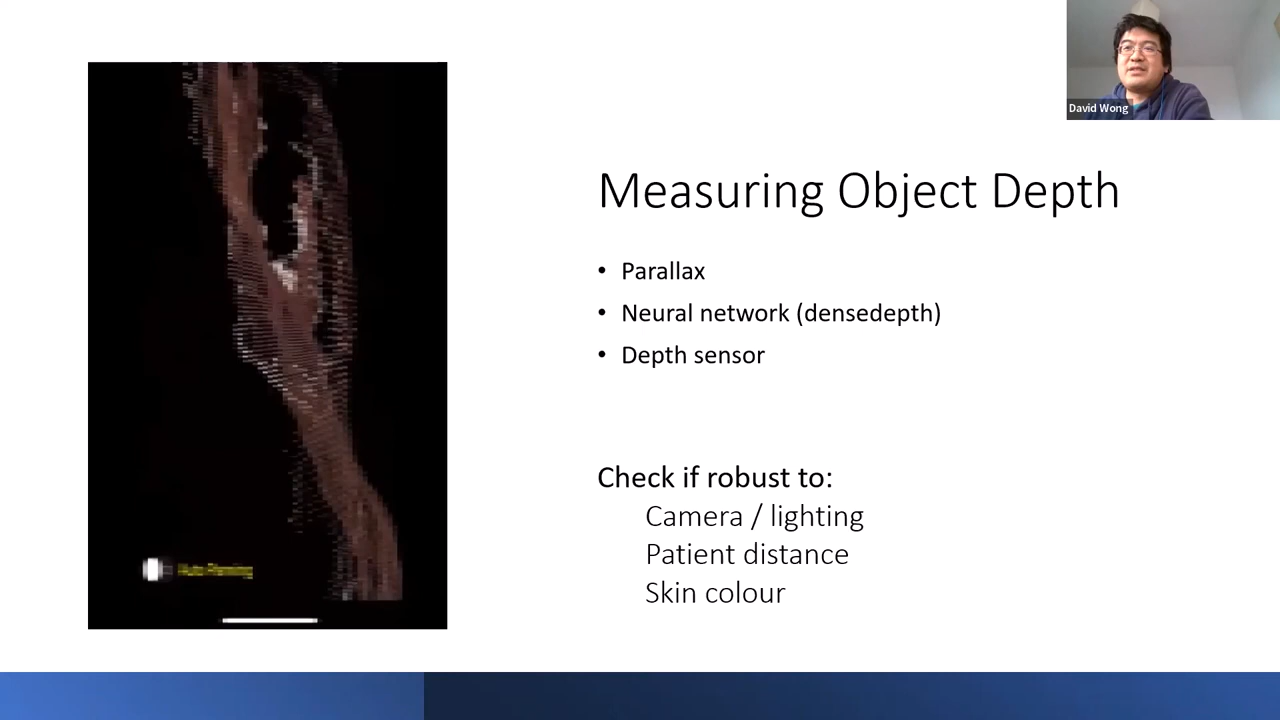 David Wong
Measuring Object Depth
• Parallax
• Neural network (densedepth)
• Depth sensor
Check if robust to:
Camera / lighting
Patient distance
Skin colour